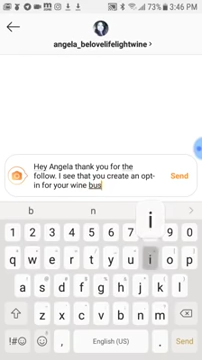 73% 3:46 PM
angela_belovelifelightwine >
Hey Angela thank you for the
follow. I see that you create an opt-
in for your wine bus
Send
b n
i
1 2 3 4 5 6 7 9 0
q w e r t y u i o p
a s d f g h j k l
z x c v b n m
!#☺ , English (US) . Send